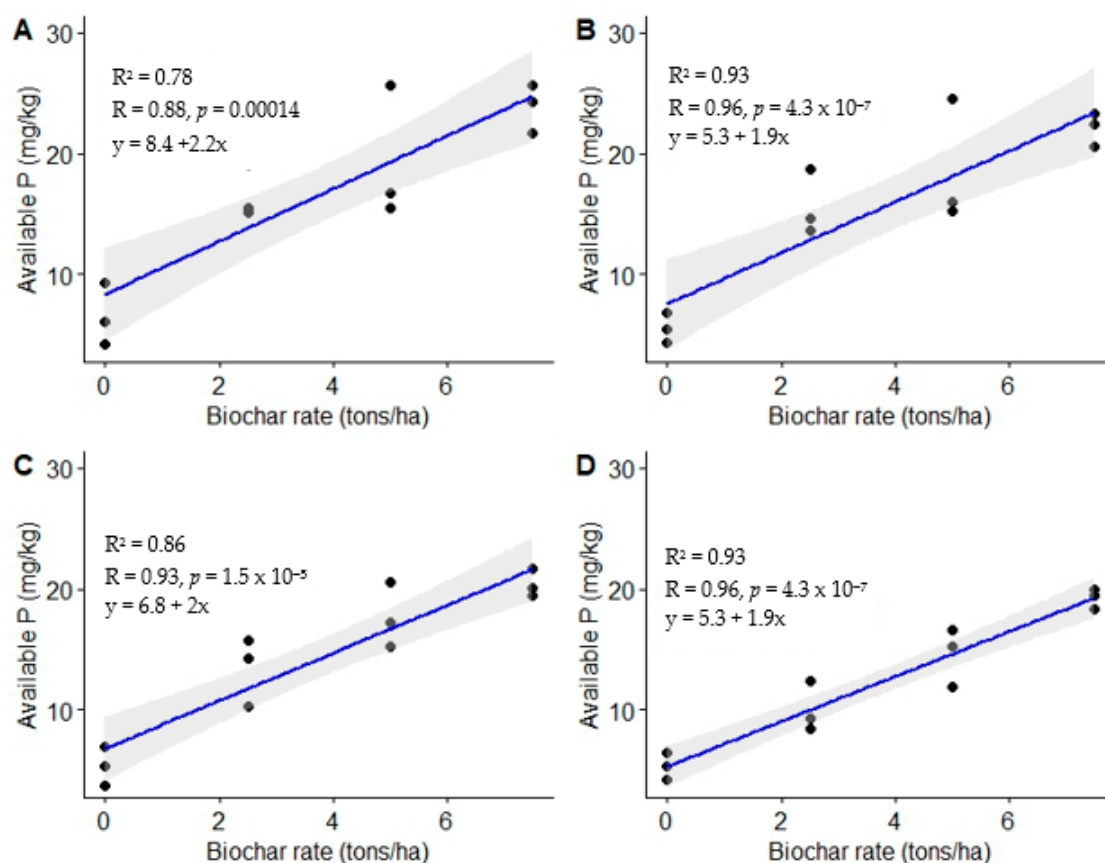 A
30
20
10
Available P (mg/kg)
R² = 0.78
R = 0.88, p = 0.00014
y = 8.4 +2.2x
0 2 4 6
Biochar rate (tons/ha)
B
30
20
10
Available P (mg/kg)
R² = 0.93
R = 0.96, p = 4.3 x 10⁻⁷
y = 5.3 + 1.9x
0 2 4 6
Biochar rate (tons/ha)
C
30
20
10
Available P (mg/kg)
R² = 0.86
R = 0.93, p = 1.5 x 10⁻⁵
y = 6.8 + 2x
0 2 4 6
Biochar rate (tons/ha)
D
30
20
10
Available P (mg/kg)
R² = 0.93
R = 0.96, p = 4.3 x 10⁻⁷
y = 5.3 + 1.9x
0 2 4 6
Biochar rate (tons/ha)